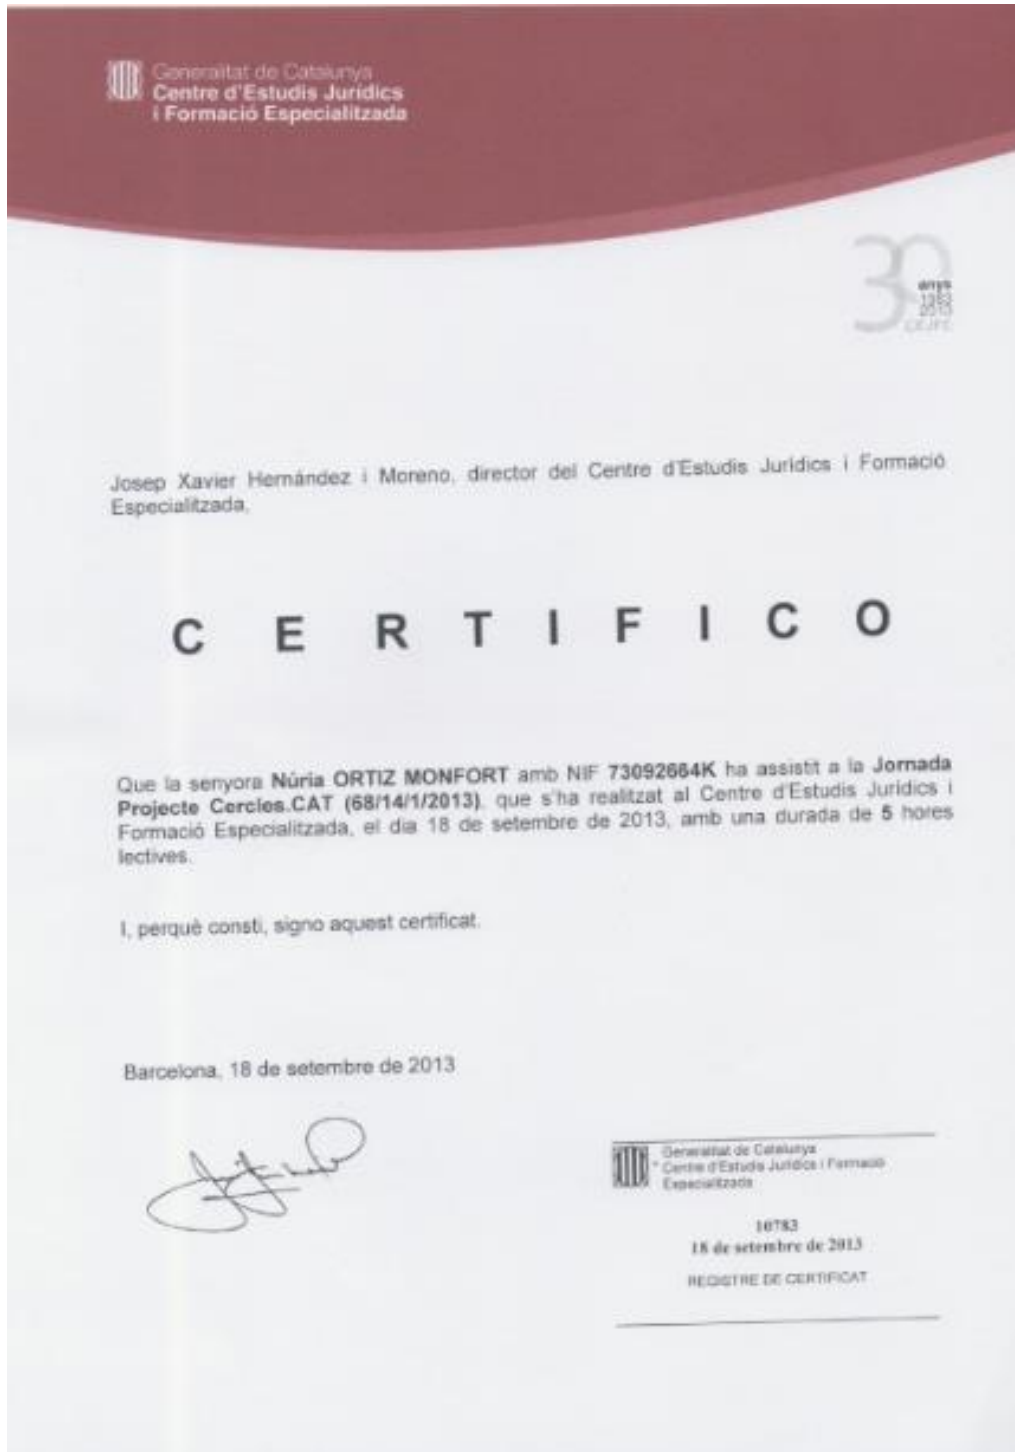 Generalitat de Catalunya
Centre d'Estudis Jurídics
i Formació Especialitzada
30
anys
1983
2013
CEJFE
Josep Xavier Hernández i Moreno, director del Centre d'Estudis Jurídics i Formació
Especialitzada,
CERTIFICO
Que la senyora Núria ORTIZ MONFORT amb NIF 73092664K ha assistit a la Jornada
Projecte Cercles.CAT (68/14/1/2013), que s'ha realitzat al Centre d'Estudis Jurídics i
Formació Especialitzada, el dia 18 de setembre de 2013, amb una durada de 5 hores
lectives.
I, perquè consti, signo aquest certificat.
Barcelona, 18 de setembre de 2013
Generalitat de Catalunya
Centre d'Estudis Jurídics i Formació
Especialitzada
10783
18 de setembre de 2013
REGISTRE DE CERTIFICAT